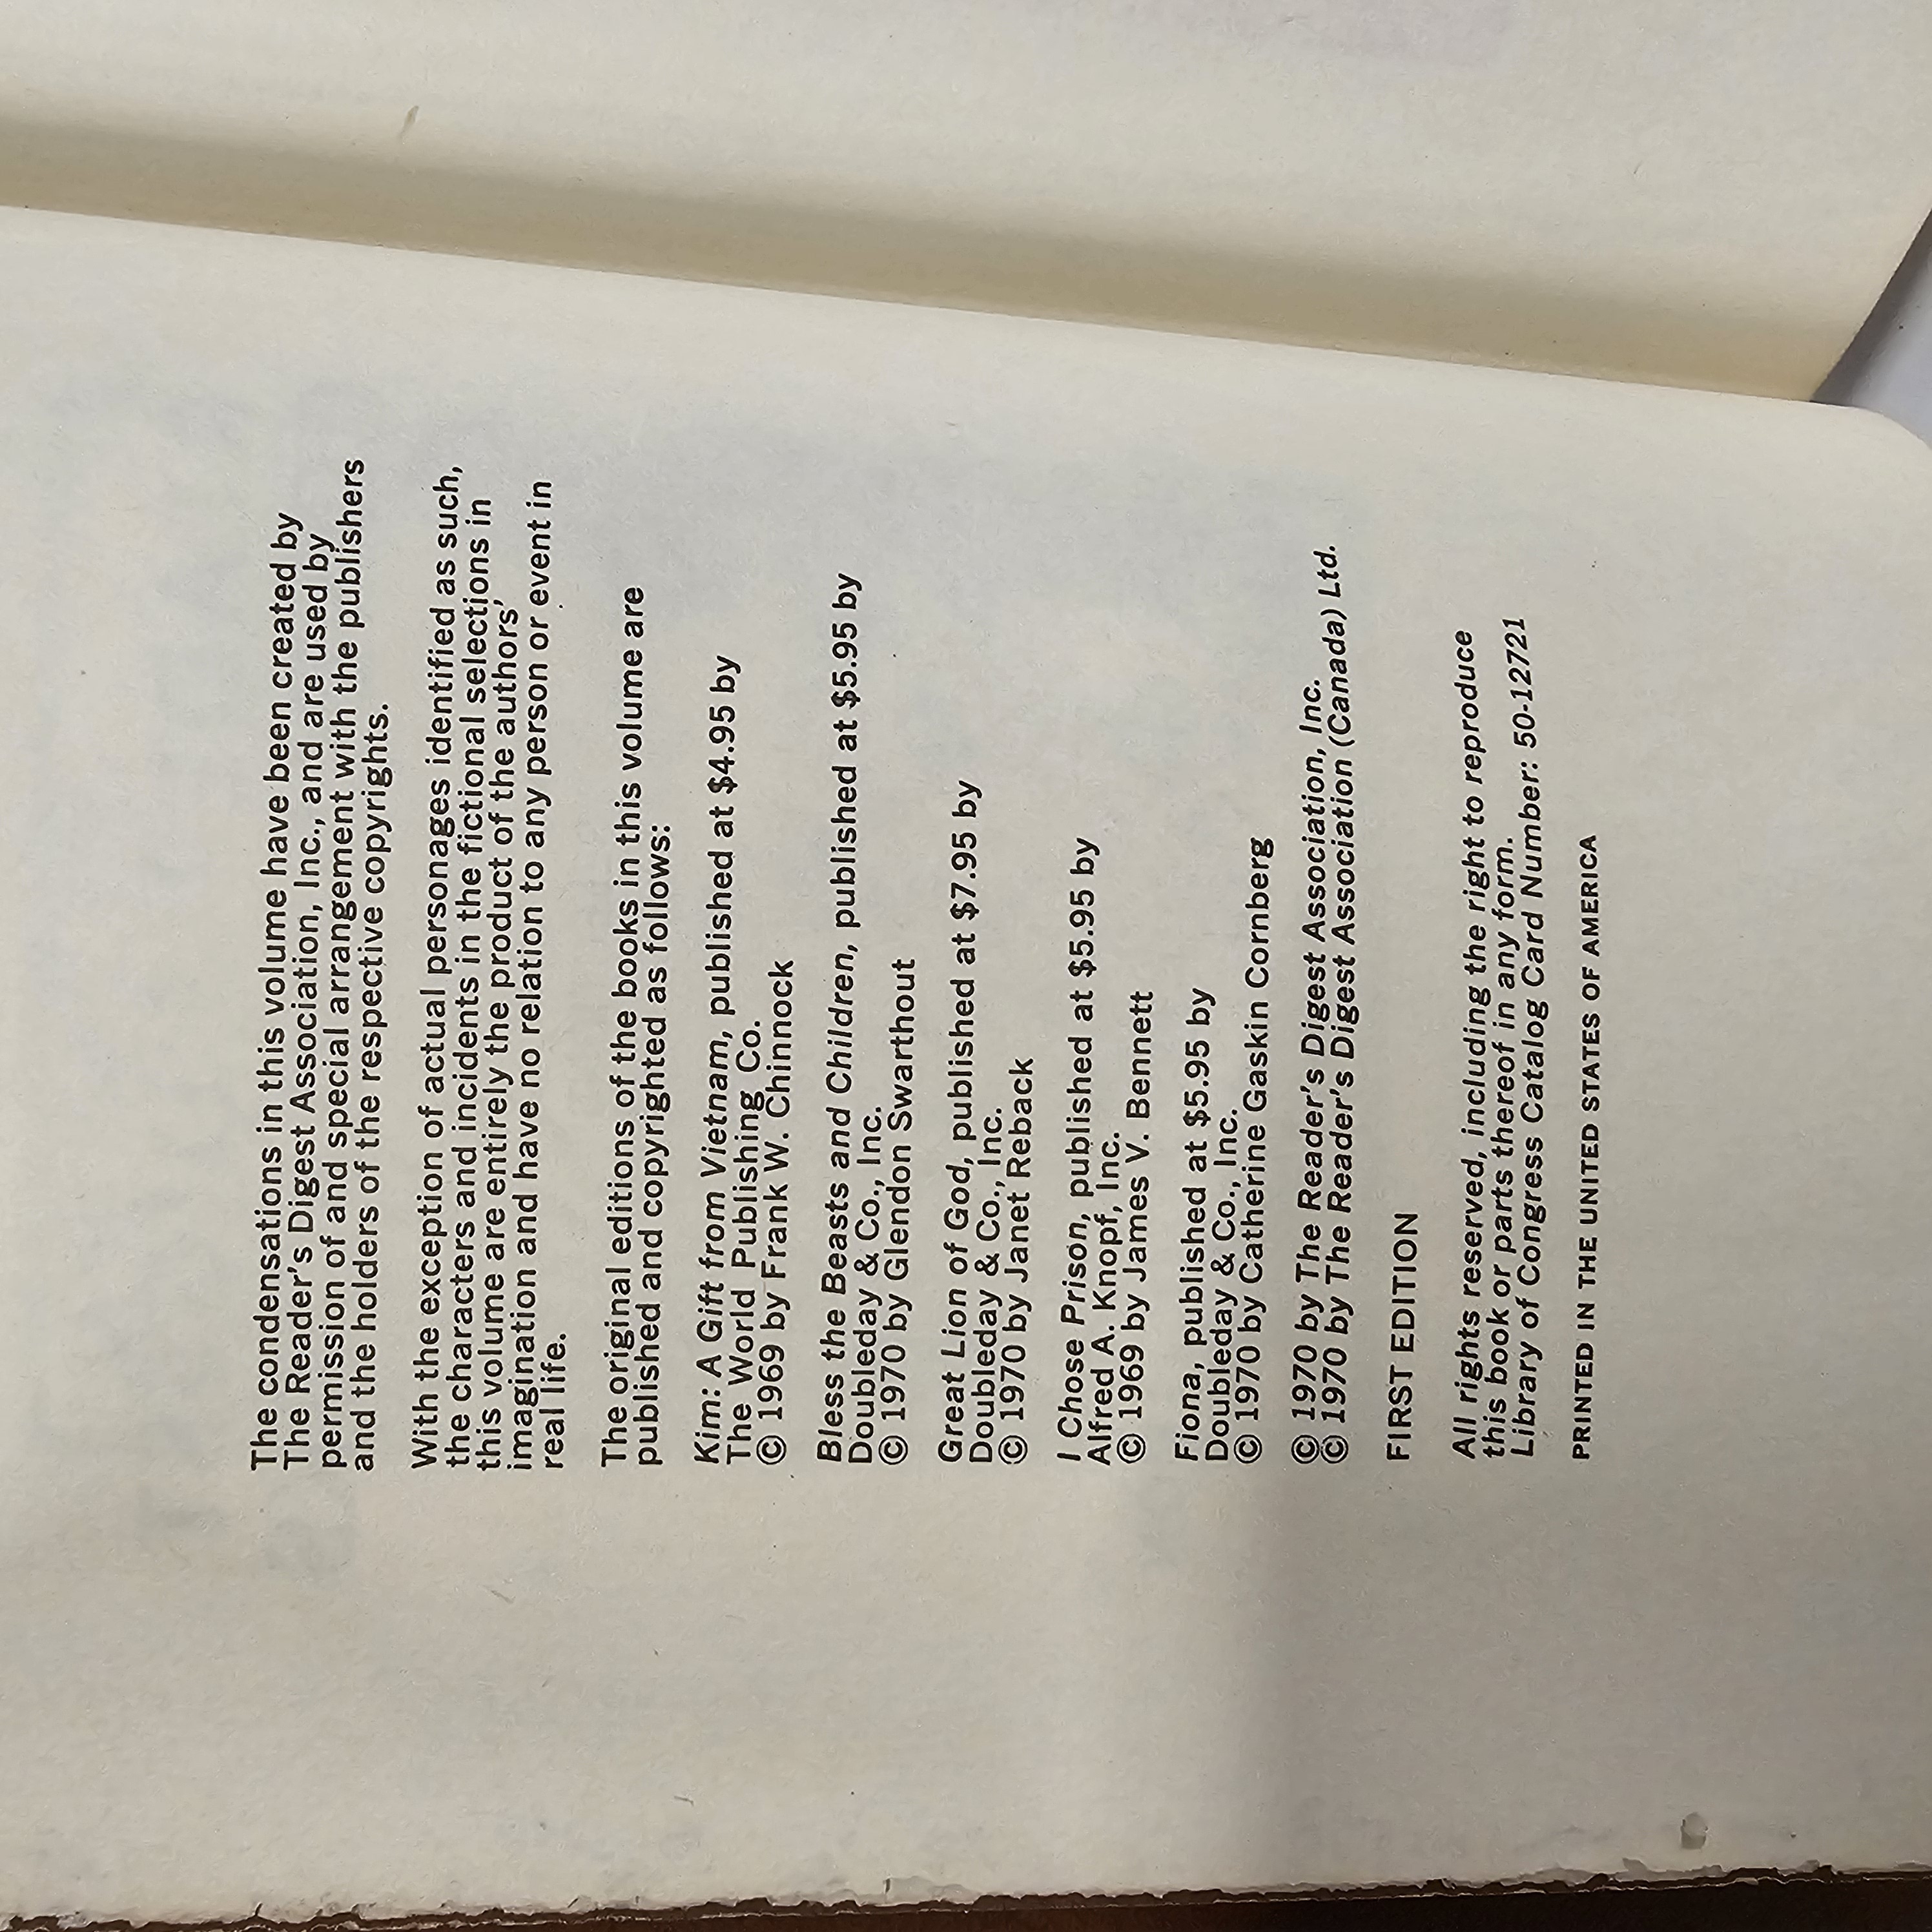 The condensations in this volume have been created by
The Reader's Digest Association, Inc., and are used by
permission of and special arrangement with the publishers
and the holders of the respective copyrights.
With the exception of actual personages identified as such,
the characters and incidents in the fictional selections in
this volume are entirely the product of the authors'
imagination and have no relation to any person or event in
real life.
The original editions of the books in this volume are
published and copyrighted as follows:
Kim: A Gift from Vietnam, published at $4.95 by
The World Publishing Co.
© 1969 by Frank W. Chinnock
Bless the Beasts and Children, published at $5.95 by
Doubleday & Co., Inc.
© 1970 by Glendon Swarthout
Great Lion of God, published at $7.95 by
Doubleday & Co., Inc.
© 1970 by Janet Reback
I Chose Prison, published at $5.95 by
Alfred A. Knopf, Inc.
© 1969 by James V. Bennett
Fiona, published at $5.95 by
Doubleday & Co., Inc.
© 1970 by Catherine Gaskin Cornberg
© 1970 by The Reader's Digest Association, Inc.
© 1970 by The Reader's Digest Association (Canada) Ltd.
FIRST EDITION
All rights reserved, including the right to reproduce
this book or parts thereof in any form.
Library of Congress Catalog Card Number: 50-12721
PRINTED IN THE UNITED STATES OF AMERICA